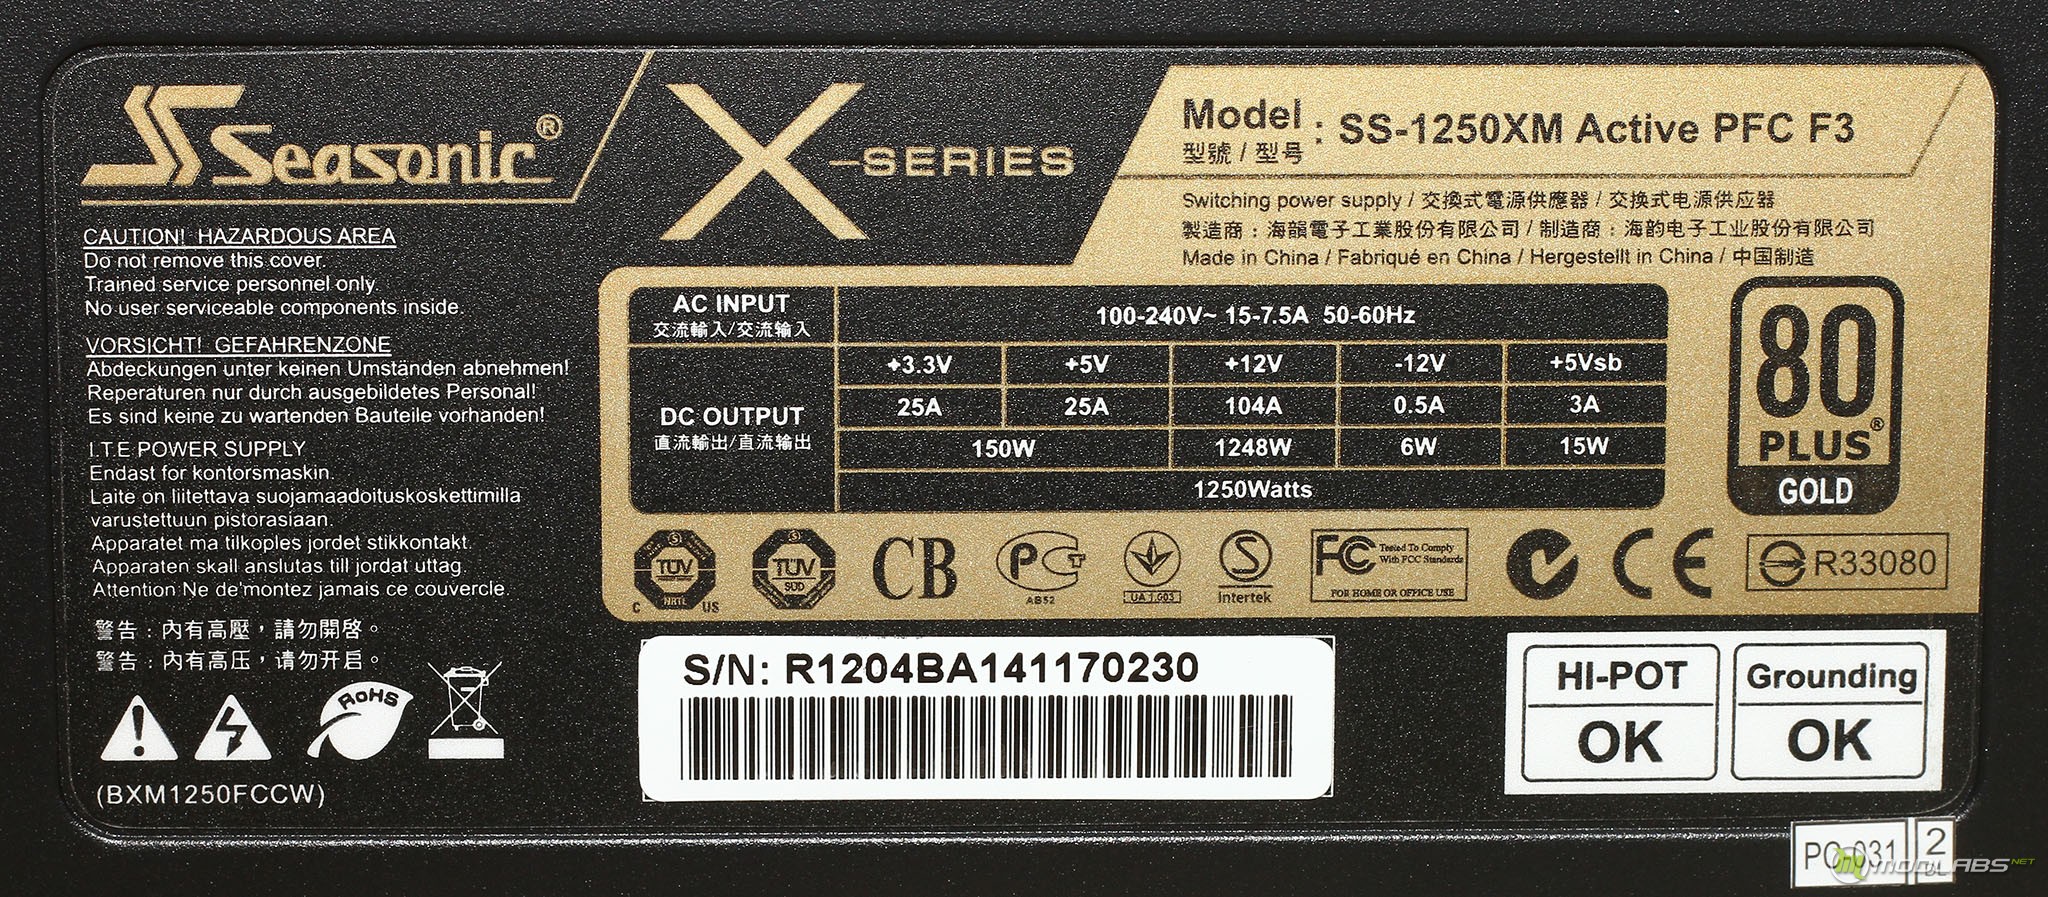 Seasonic®
X-SERIES
Model : SS-1250XM Active PFC F3
型號 / 型号
Switching power supply / 交換式電源供應器 / 交換式电源供应器
製造商 : 海韻電子工業股份有限公司 / 制造商 : 海韵电子工业股份有限公司
Made in China / Fabriqué en China / Hergestellt in China / 中国制造
CAUTION! HAZARDOUS AREA
Do not remove this cover.
Trained service personnel only.
No user serviceable components inside.
VORSICHT! GEFAHRENZONE
Abdeckungen unter keinen Umständen abnehmen!
Reperaturen nur durch ausgebildetes Personal!
Es sind keine zu wartenden Bauteile vorhanden!
I.T.E POWER SUPPLY
Endast for kontorsmaskin.
Laite on liitettava suojamaadoituskoskettimilla
varustettuun pistorasiaan.
Apparatet ma tilkoples jordet stikkontakt.
Apparaten skall anslutas till jordat uttag.
Attention:Ne de'montez jamais ce couvercle.
警告 : 內有高壓，請勿開啓。
警告 : 内有高压，请勿开启。
RoHS
(BXM1250FCCW)
AC INPUT
交流輸入/交流输入
100-240V~ 15-7.5A 50-60Hz
DC OUTPUT
直流輸出/直流输出
+3.3V +5V +12V -12V +5Vsb
25A 25A 104A 0.5A 3A
150W 1248W 6W 15W
1250Watts
80
PLUS®
GOLD
TÜV
NRTL
C US
TÜV
SÜD
CB
PCT
AB52
UA 1.003
S
Intertek
FC Tested To Comply
With FCC Standards
FOR HOME OR OFFICE USE
CE
R33080
S/N: R1204BA141170230
HI-POT
OK
Grounding
OK
2
MODLABS.NET